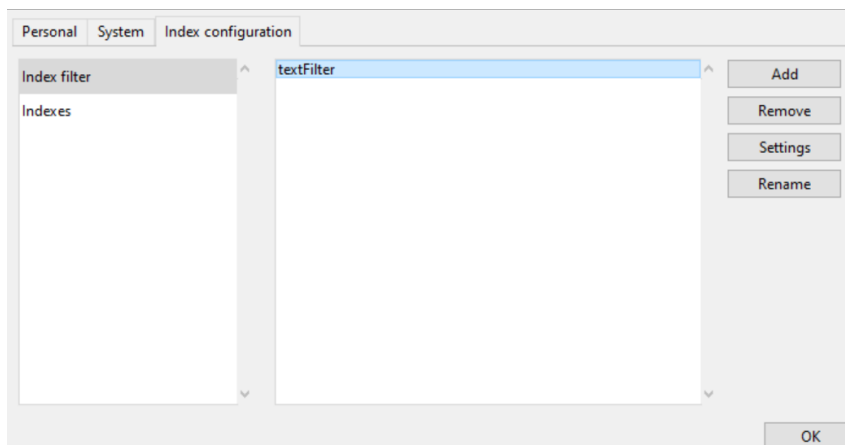 Personal System Index configuration
Index filter
Indexes
textFilter
Add
Remove
Settings
Rename
OK